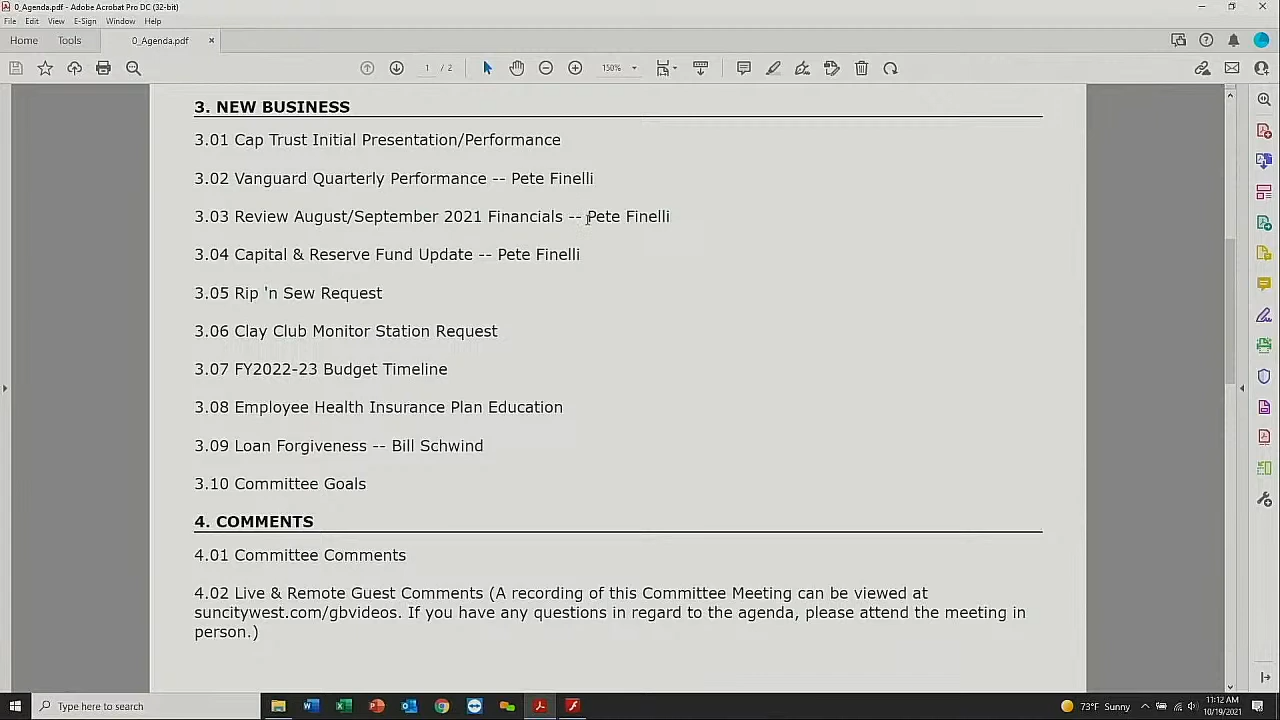 0_Agenda.pdf - Adobe Acrobat Pro DC (32-bit)
File Edit View E-Sign Window Help
Home Tools 0_Agenda.pdf ×
1 / 2 150%
3. NEW BUSINESS
3.01 Cap Trust Initial Presentation/Performance
3.02 Vanguard Quarterly Performance -- Pete Finelli
3.03 Review August/September 2021 Financials -- Pete Finelli
3.04 Capital & Reserve Fund Update -- Pete Finelli
3.05 Rip 'n Sew Request
3.06 Clay Club Monitor Station Request
3.07 FY2022-23 Budget Timeline
3.08 Employee Health Insurance Plan Education
3.09 Loan Forgiveness -- Bill Schwind
3.10 Committee Goals
4. COMMENTS
4.01 Committee Comments
4.02 Live & Remote Guest Comments (A recording of this Committee Meeting can be viewed at
suncitywest.com/gbvideos. If you have any questions in regard to the agenda, please attend the meeting in
person.)
Type here to search
73°F Sunny
11:12 AM
10/19/2021